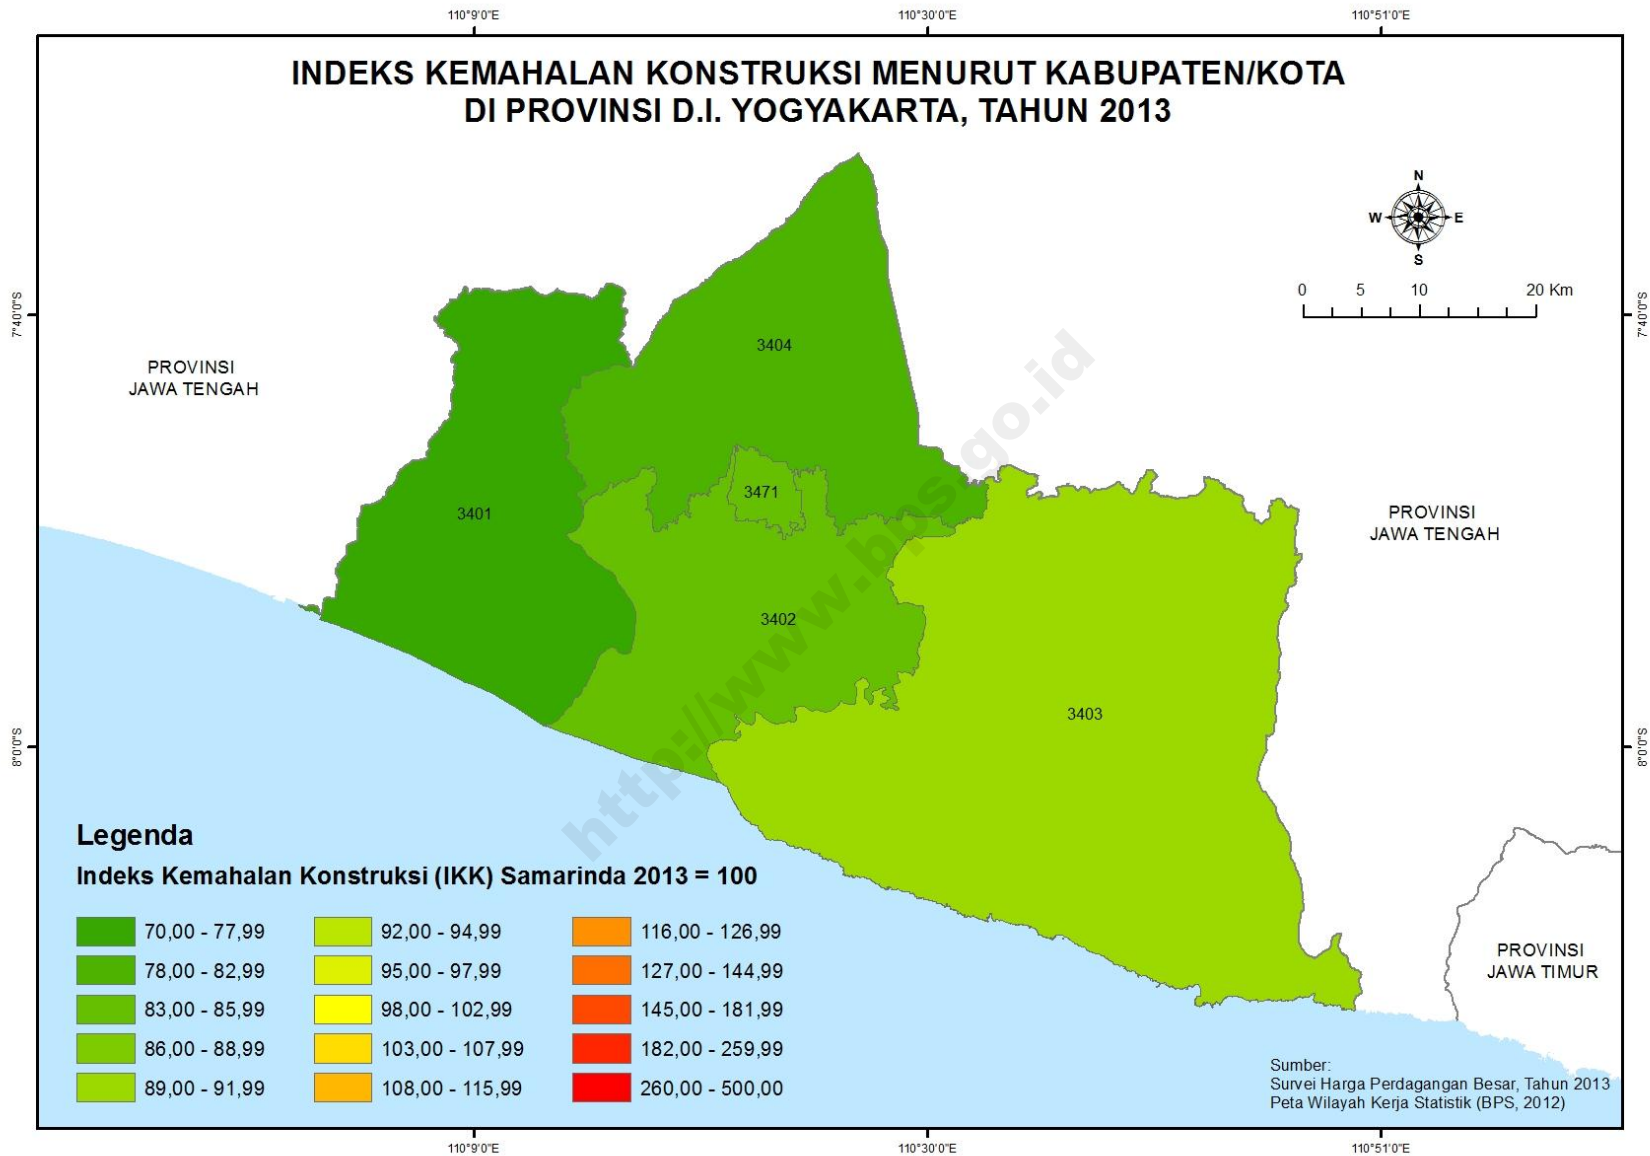 110°9'0"E
110°30'0"E
110°51'0"E
INDEKS KEMAHALAN KONSTRUKSI MENURUT KABUPATEN/KOTA
DI PROVINSI D.I. YOGYAKARTA, TAHUN 2013
N
W
E
S
0
5
10
20 Km
7°40'0"S
7°40'0"S
3404
PROVINSI
JAWA TENGAH
3471
3401
PROVINSI
JAWA TENGAH
3402
3403
8°0'0"S
8°0'0"S
http://www.bps.go.id
Legenda
Indeks Kemahalan Konstruksi (IKK) Samarinda 2013 = 100
70,00 - 77,99
78,00 - 82,99
83,00 - 85,99
86,00 - 88,99
89,00 - 91,99
92,00 - 94,99
95,00 - 97,99
98,00 - 102,99
103,00 - 107,99
108,00 - 115,99
116,00 - 126,99
127,00 - 144,99
145,00 - 181,99
182,00 - 259,99
260,00 - 500,00
PROVINSI
JAWA TIMUR
Sumber:
Survei Harga Perdagangan Besar, Tahun 2013
Peta Wilayah Kerja Statistik (BPS, 2012)
110°9'0"E
110°30'0"E
110°51'0"E